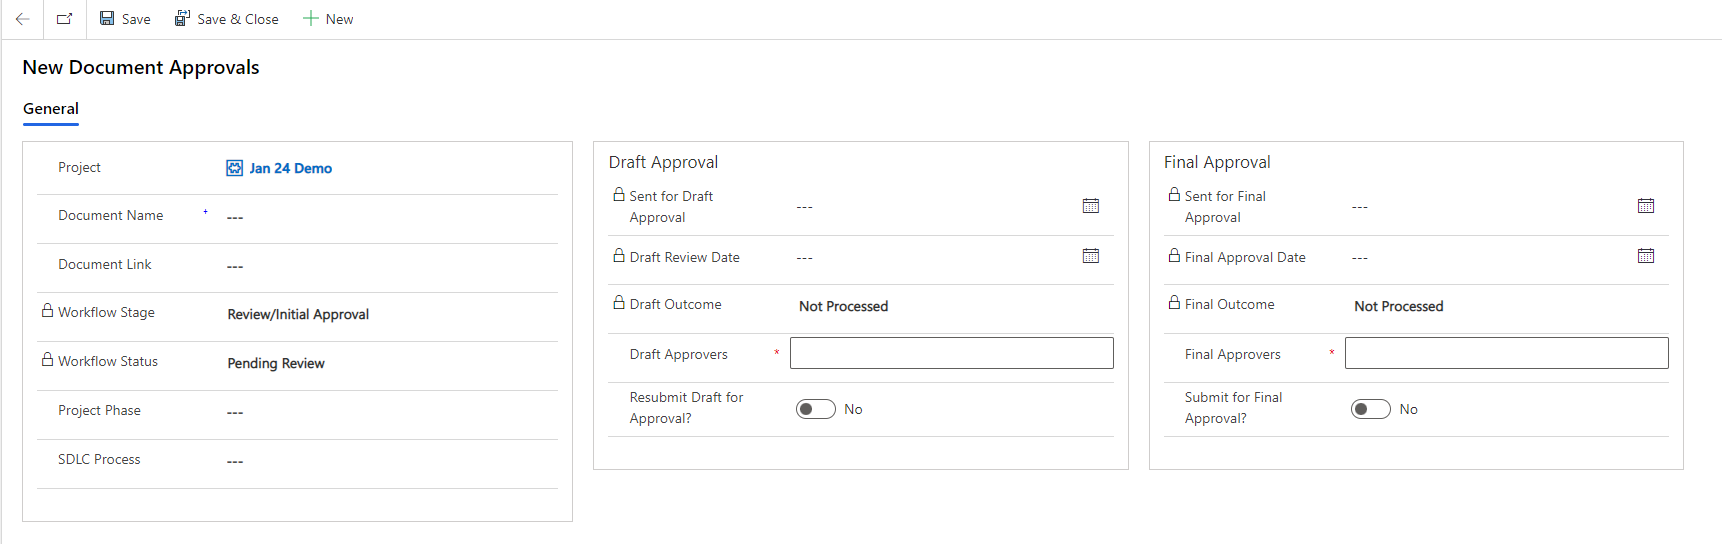 Save
Save & Close
New
New Document Approvals
General
Project
Jan 24 Demo
Document Name + ---
Document Link ---
Workflow Stage Review/Initial Approval
Workflow Status Pending Review
Project Phase ---
SDLC Process ---
Draft Approval
Sent for Draft
Approval
---
Draft Review Date ---
Draft Outcome Not Processed
Draft Approvers *
Resubmit Draft for
Approval?
No
Final Approval
Sent for Final
Approval
---
Final Approval Date ---
Final Outcome Not Processed
Final Approvers *
Submit for Final
Approval?
No